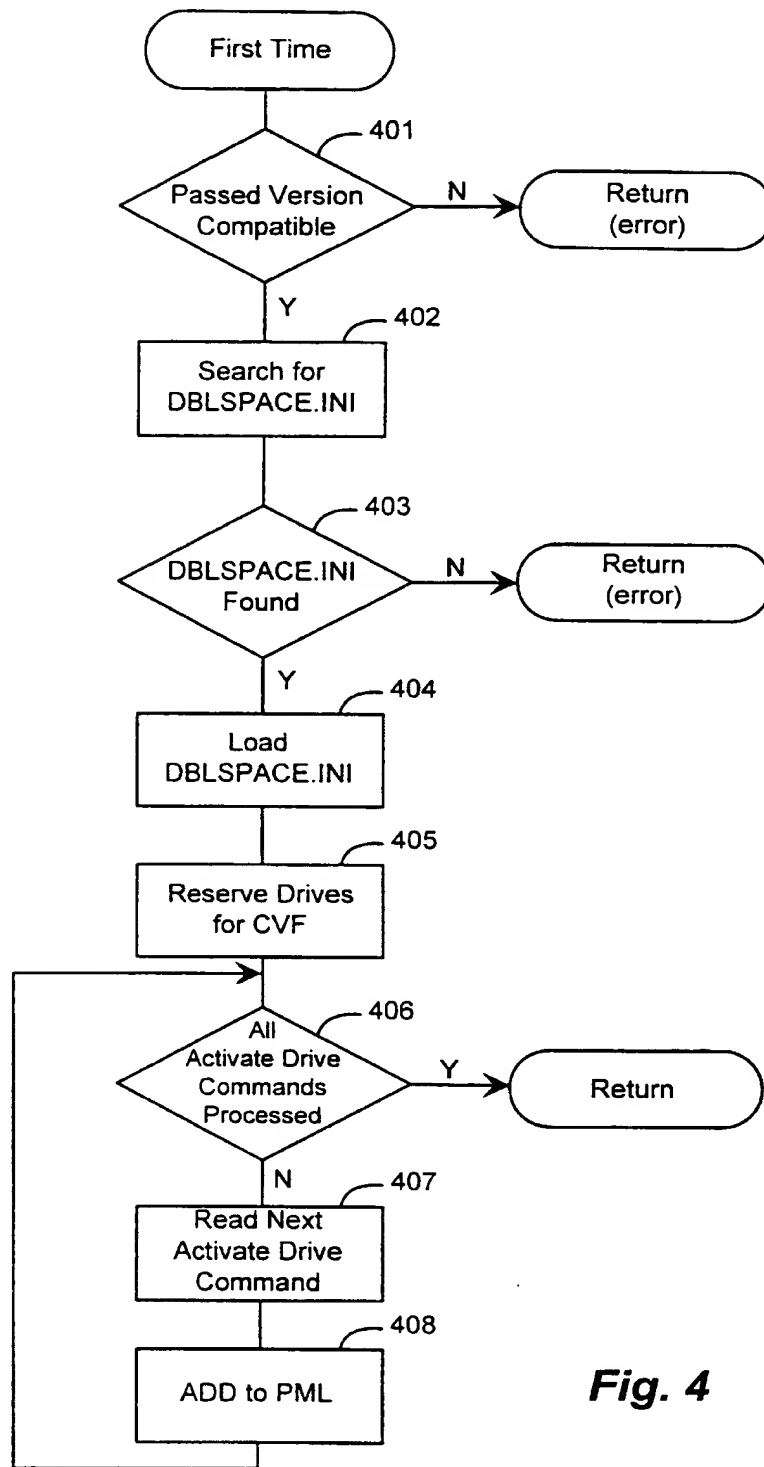 First Time
401
Passed Version
Compatible
N
Return
(error)
Y
402
Search for
DBLSPACE.INI
403
DBLSPACE.INI
Found
N
Return
(error)
Y
404
Load
DBLSPACE.INI
405
Reserve Drives
for CVF
406
All
Activate Drive
Commands
Processed
Y
Return
N
407
Read Next
Activate Drive
Command
408
ADD to PML
Fig. 4